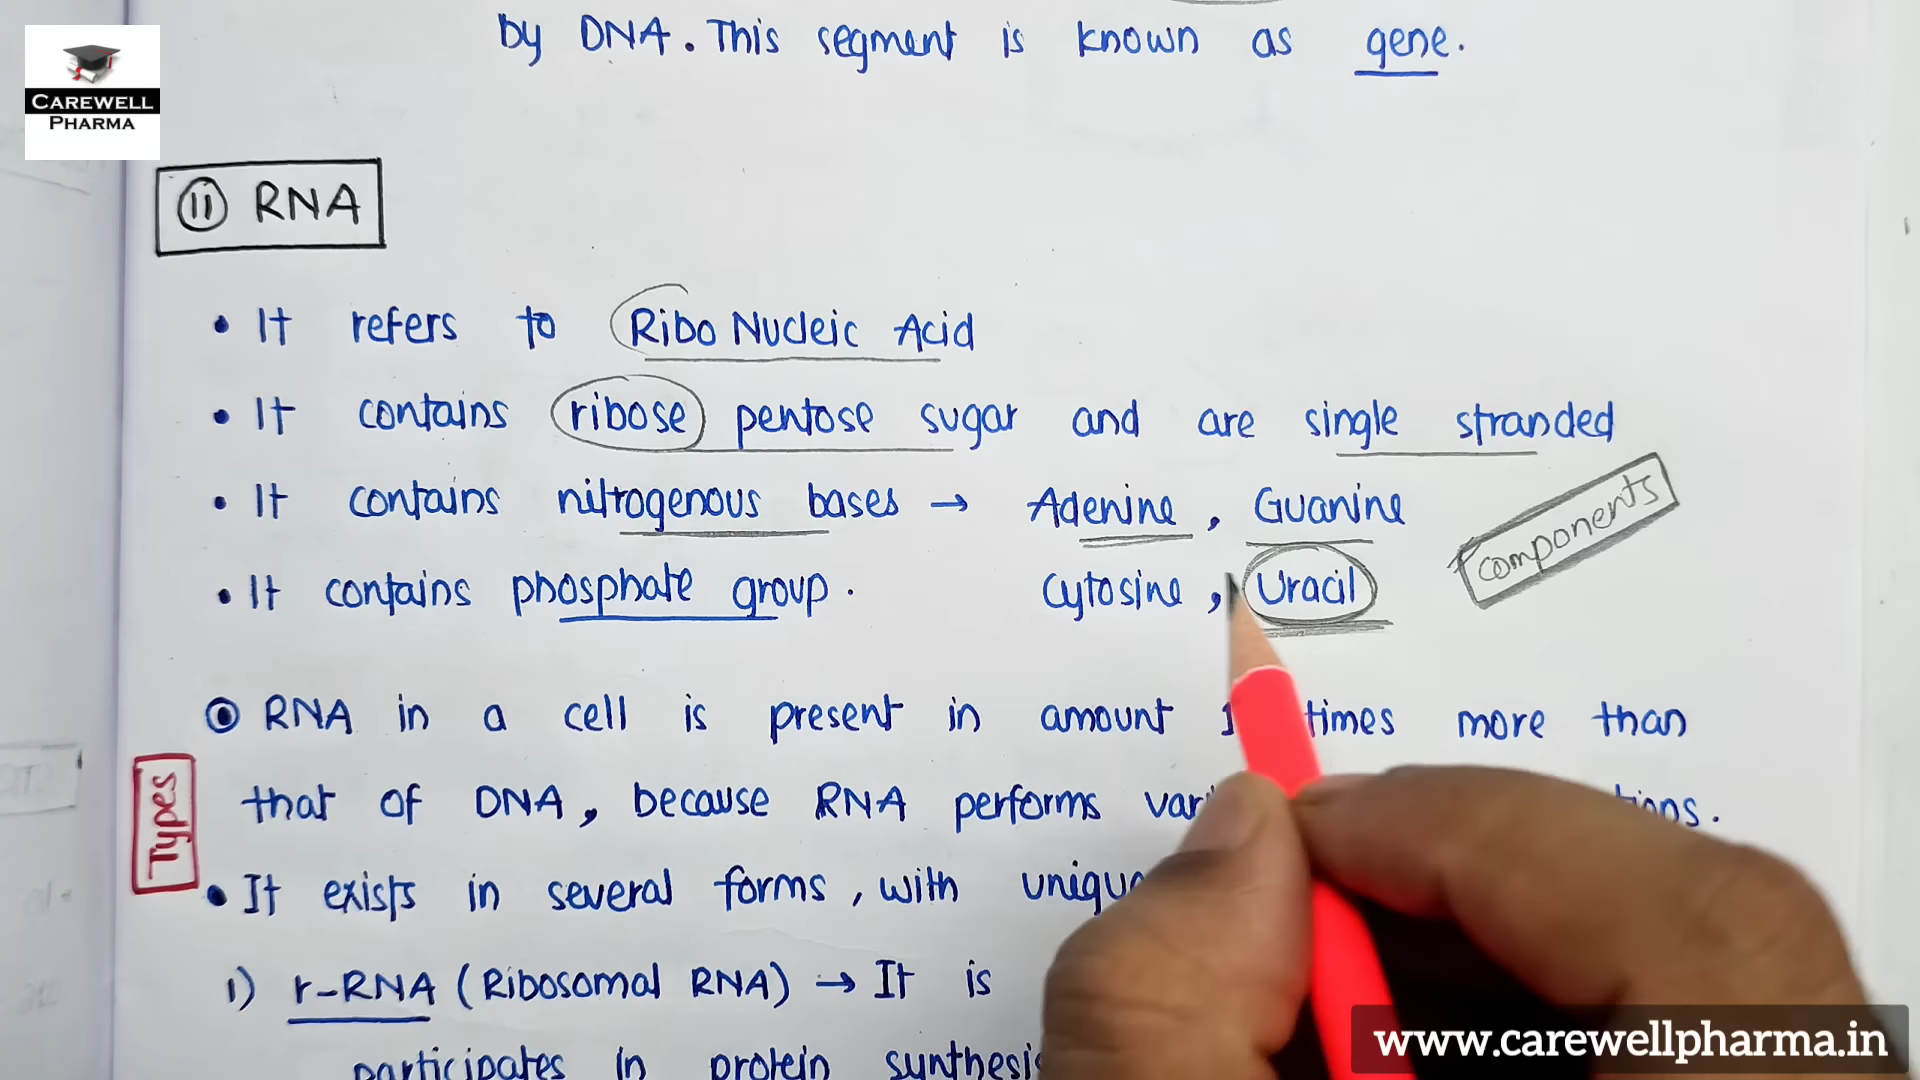 by DNA. This segment is known as gene.
CAREWELL
PHARMA
ii RNA
• It refers to Ribo Nucleic Acid
• It contains ribose pentose sugar and are single stranded
• It contains nitrogenous bases → Adenine, Guanine
components
• It contains phosphate group. Cytosine, Uracil
RNA in a cell is present in amount times more than
Types
that of DNA, because RNA performs
• It exists in several forms, with
1) r-RNA (Ribosomal RNA) → It is
participates in protein
www.carewellpharma.in